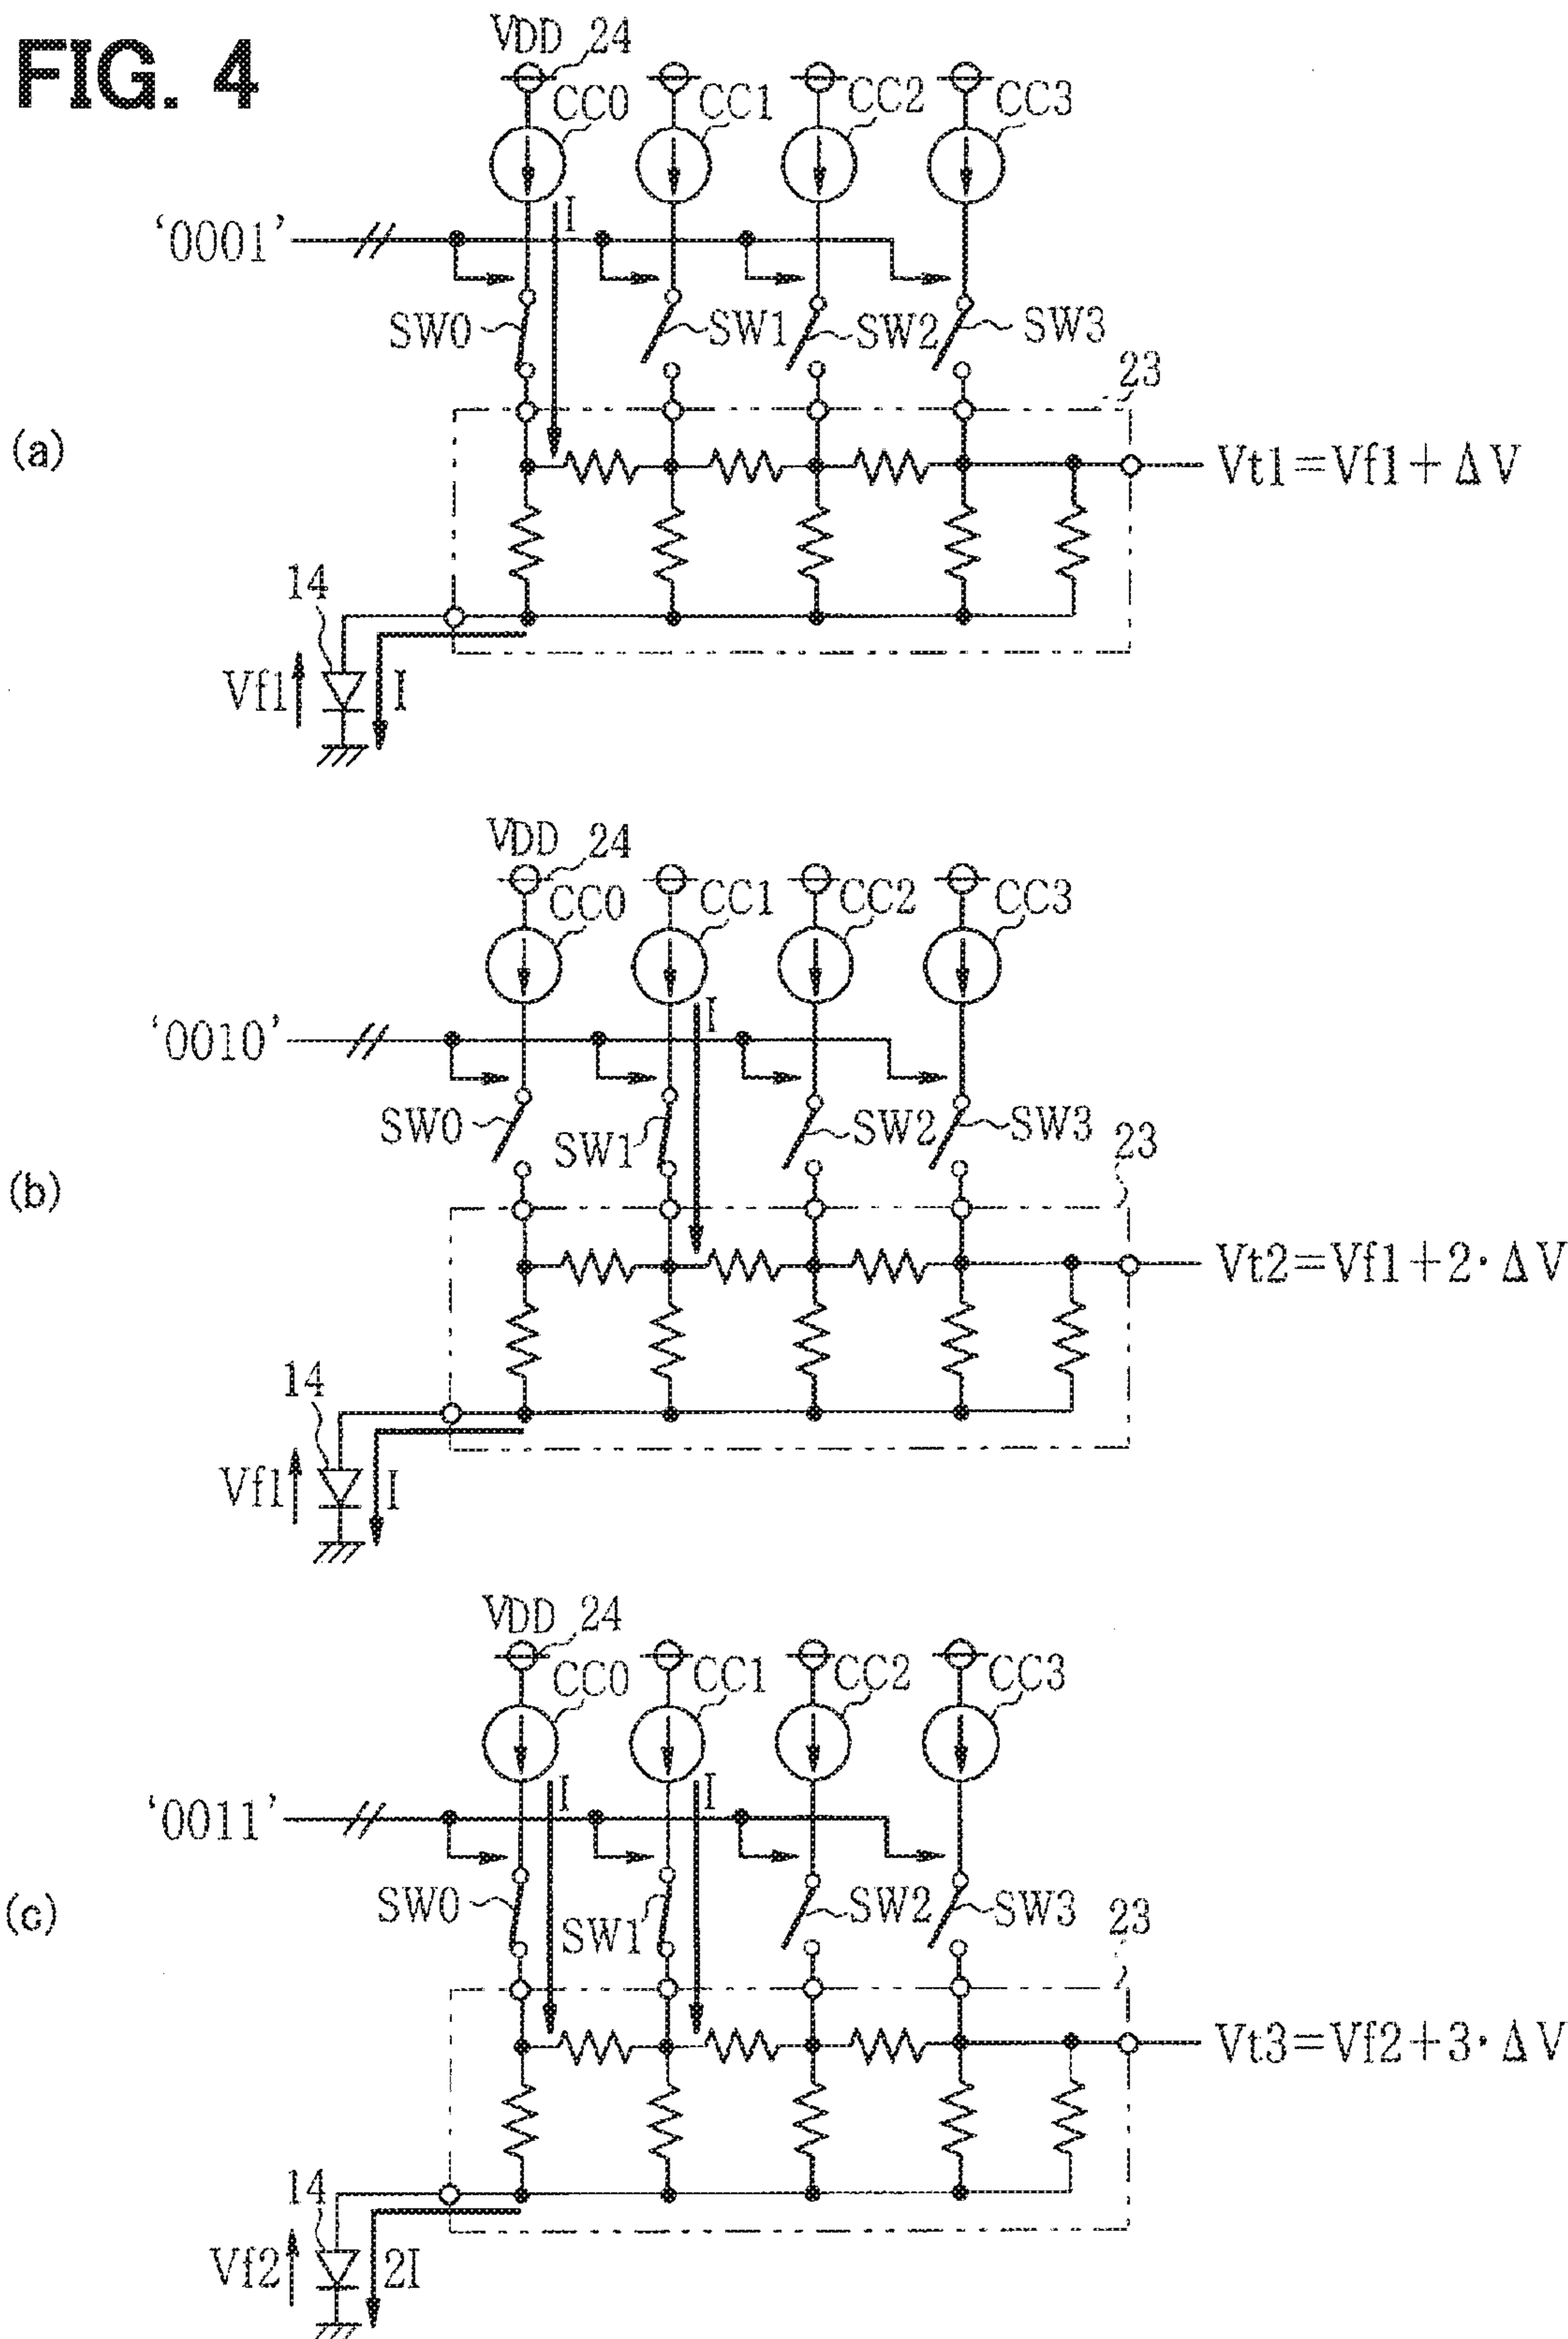 FIG. 4
(a)
VDD 24
CC0 CC1 CC2 CC3
I
‘0001’
SW0 SW1 SW2 SW3
23
Vt1=Vf1+ΔV
14
Vf1 I
(b)
VDD 24
CC0 CC1 CC2 CC3
I
‘0010’
SW0 SW1 SW2 SW3
23
Vt2=Vf1+2·ΔV
14
Vf1 I
(c)
VDD 24
CC0 CC1 CC2 CC3
I I
‘0011’
SW0 SW1 SW2 SW3
23
Vt3=Vf2+3·ΔV
14
Vf2 2I